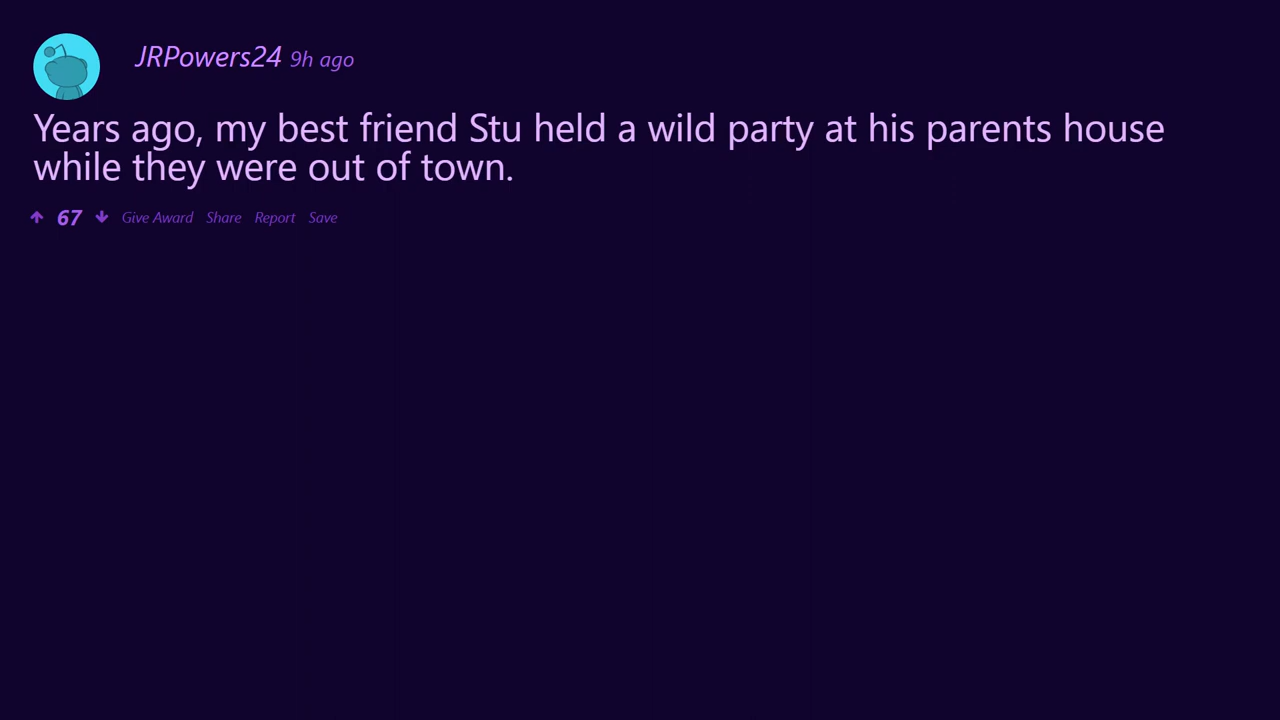 JRPowers24 9h ago
Years ago, my best friend Stu held a wild party at his parents house
while they were out of town.
67 Give Award Share Report Save